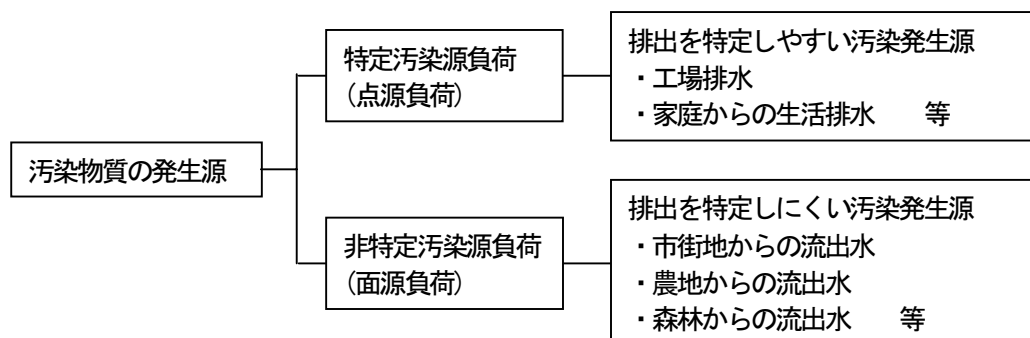 汚染物質の発生源
特定汚染源負荷
(点源負荷)
排出を特定しやすい汚染発生源
・工場排水
・家庭からの生活排水　　等
非特定汚染源負荷
(面源負荷)
排出を特定しにくい汚染発生源
・市街地からの流出水
・農地からの流出水
・森林からの流出水　　等